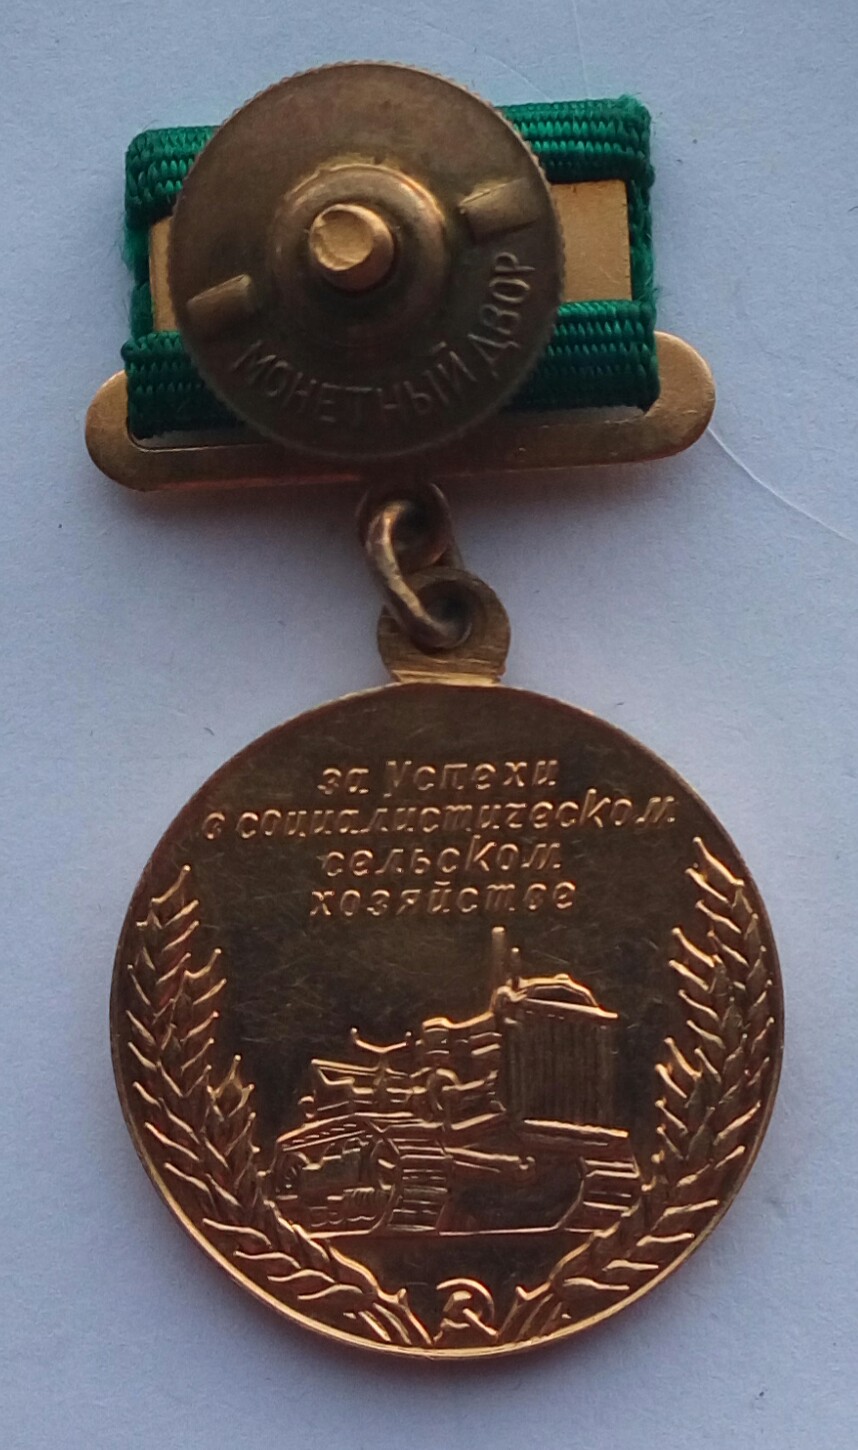 МОНЕТНЫЙ ДВОР
за успехи
в социалистическом
сельском
хозяйстве